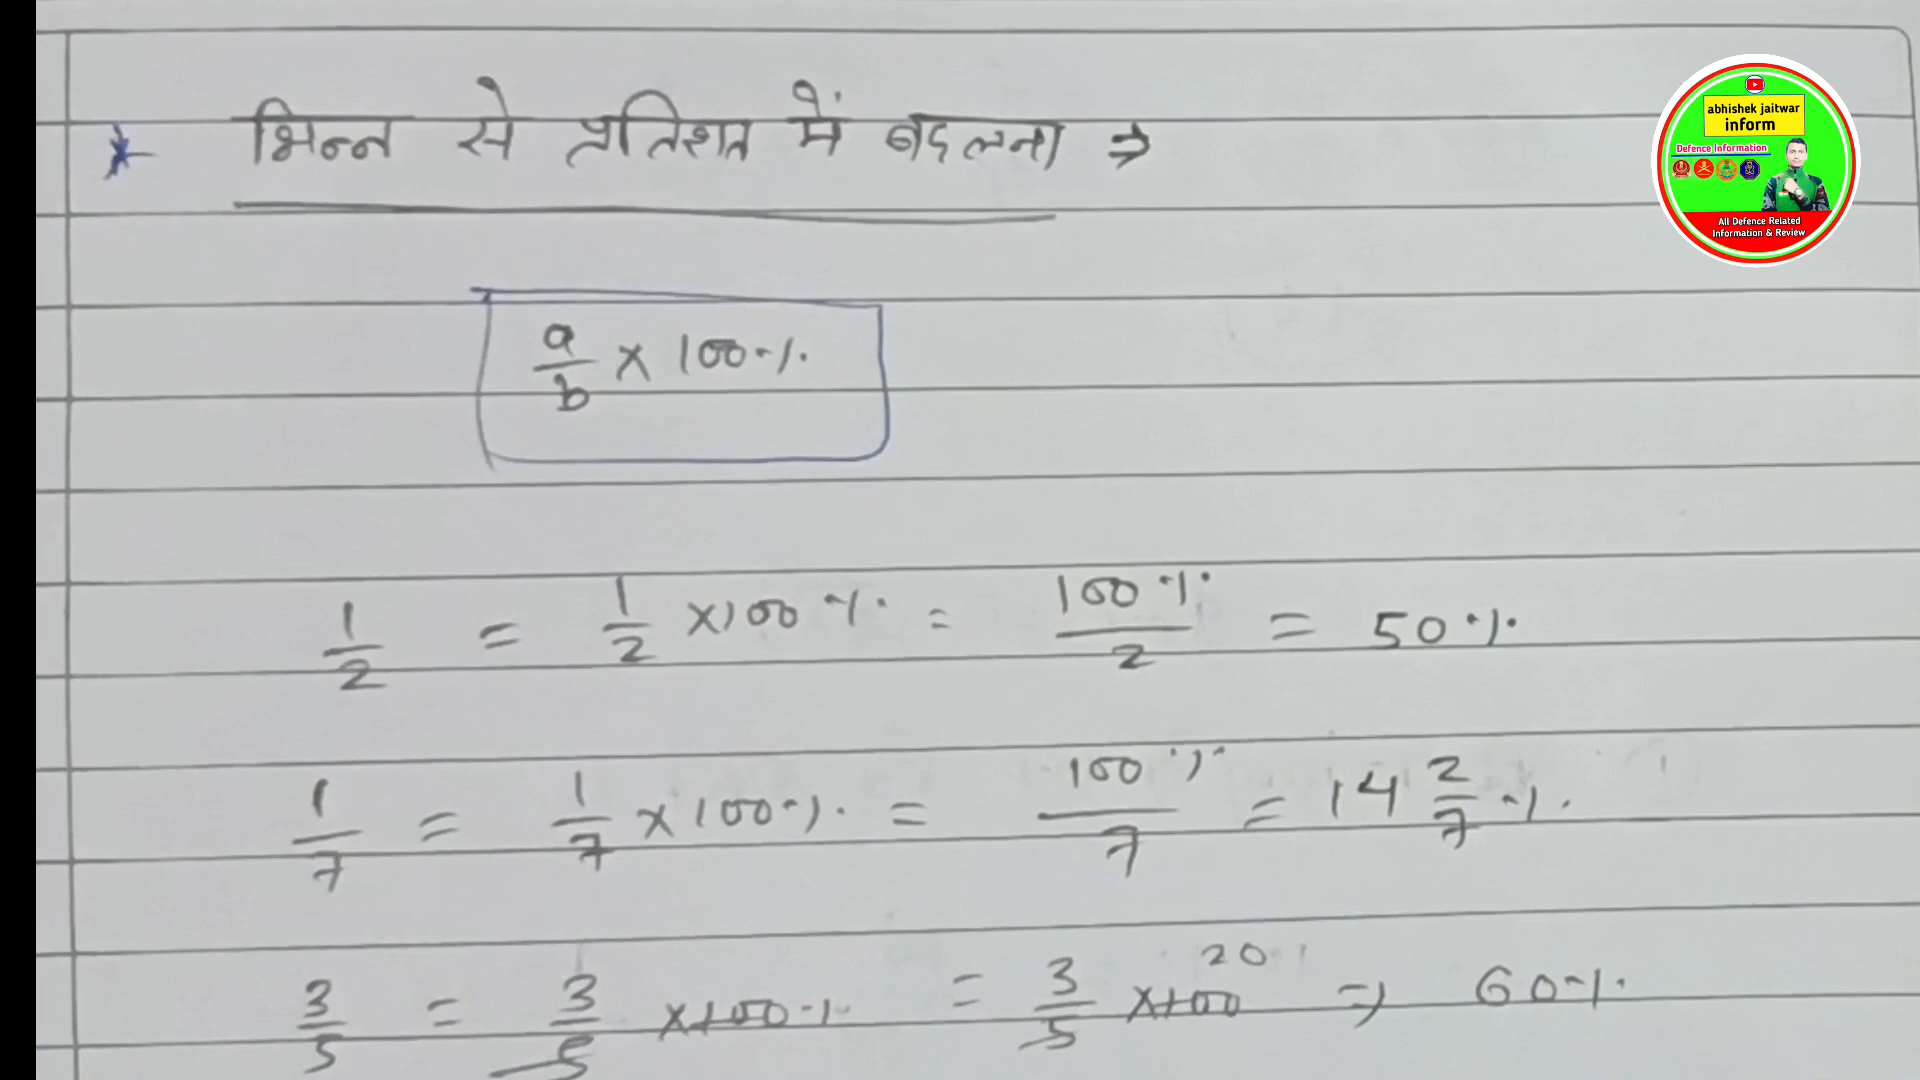 भिन्न से प्रतिशत में बदलना ⇒
a/b × 100%
1/2 = 1/2 ×100% = 100%/2 = 50%
1/7 = 1/7 ×100% = 100%/7 = 14 2/7 %
3/5 = 3/5 ×100% = 3/5 ×100 20 ⇒ 60%
abhishek jaitwar
inform
Defence Information
All Defence Related
Information & Review